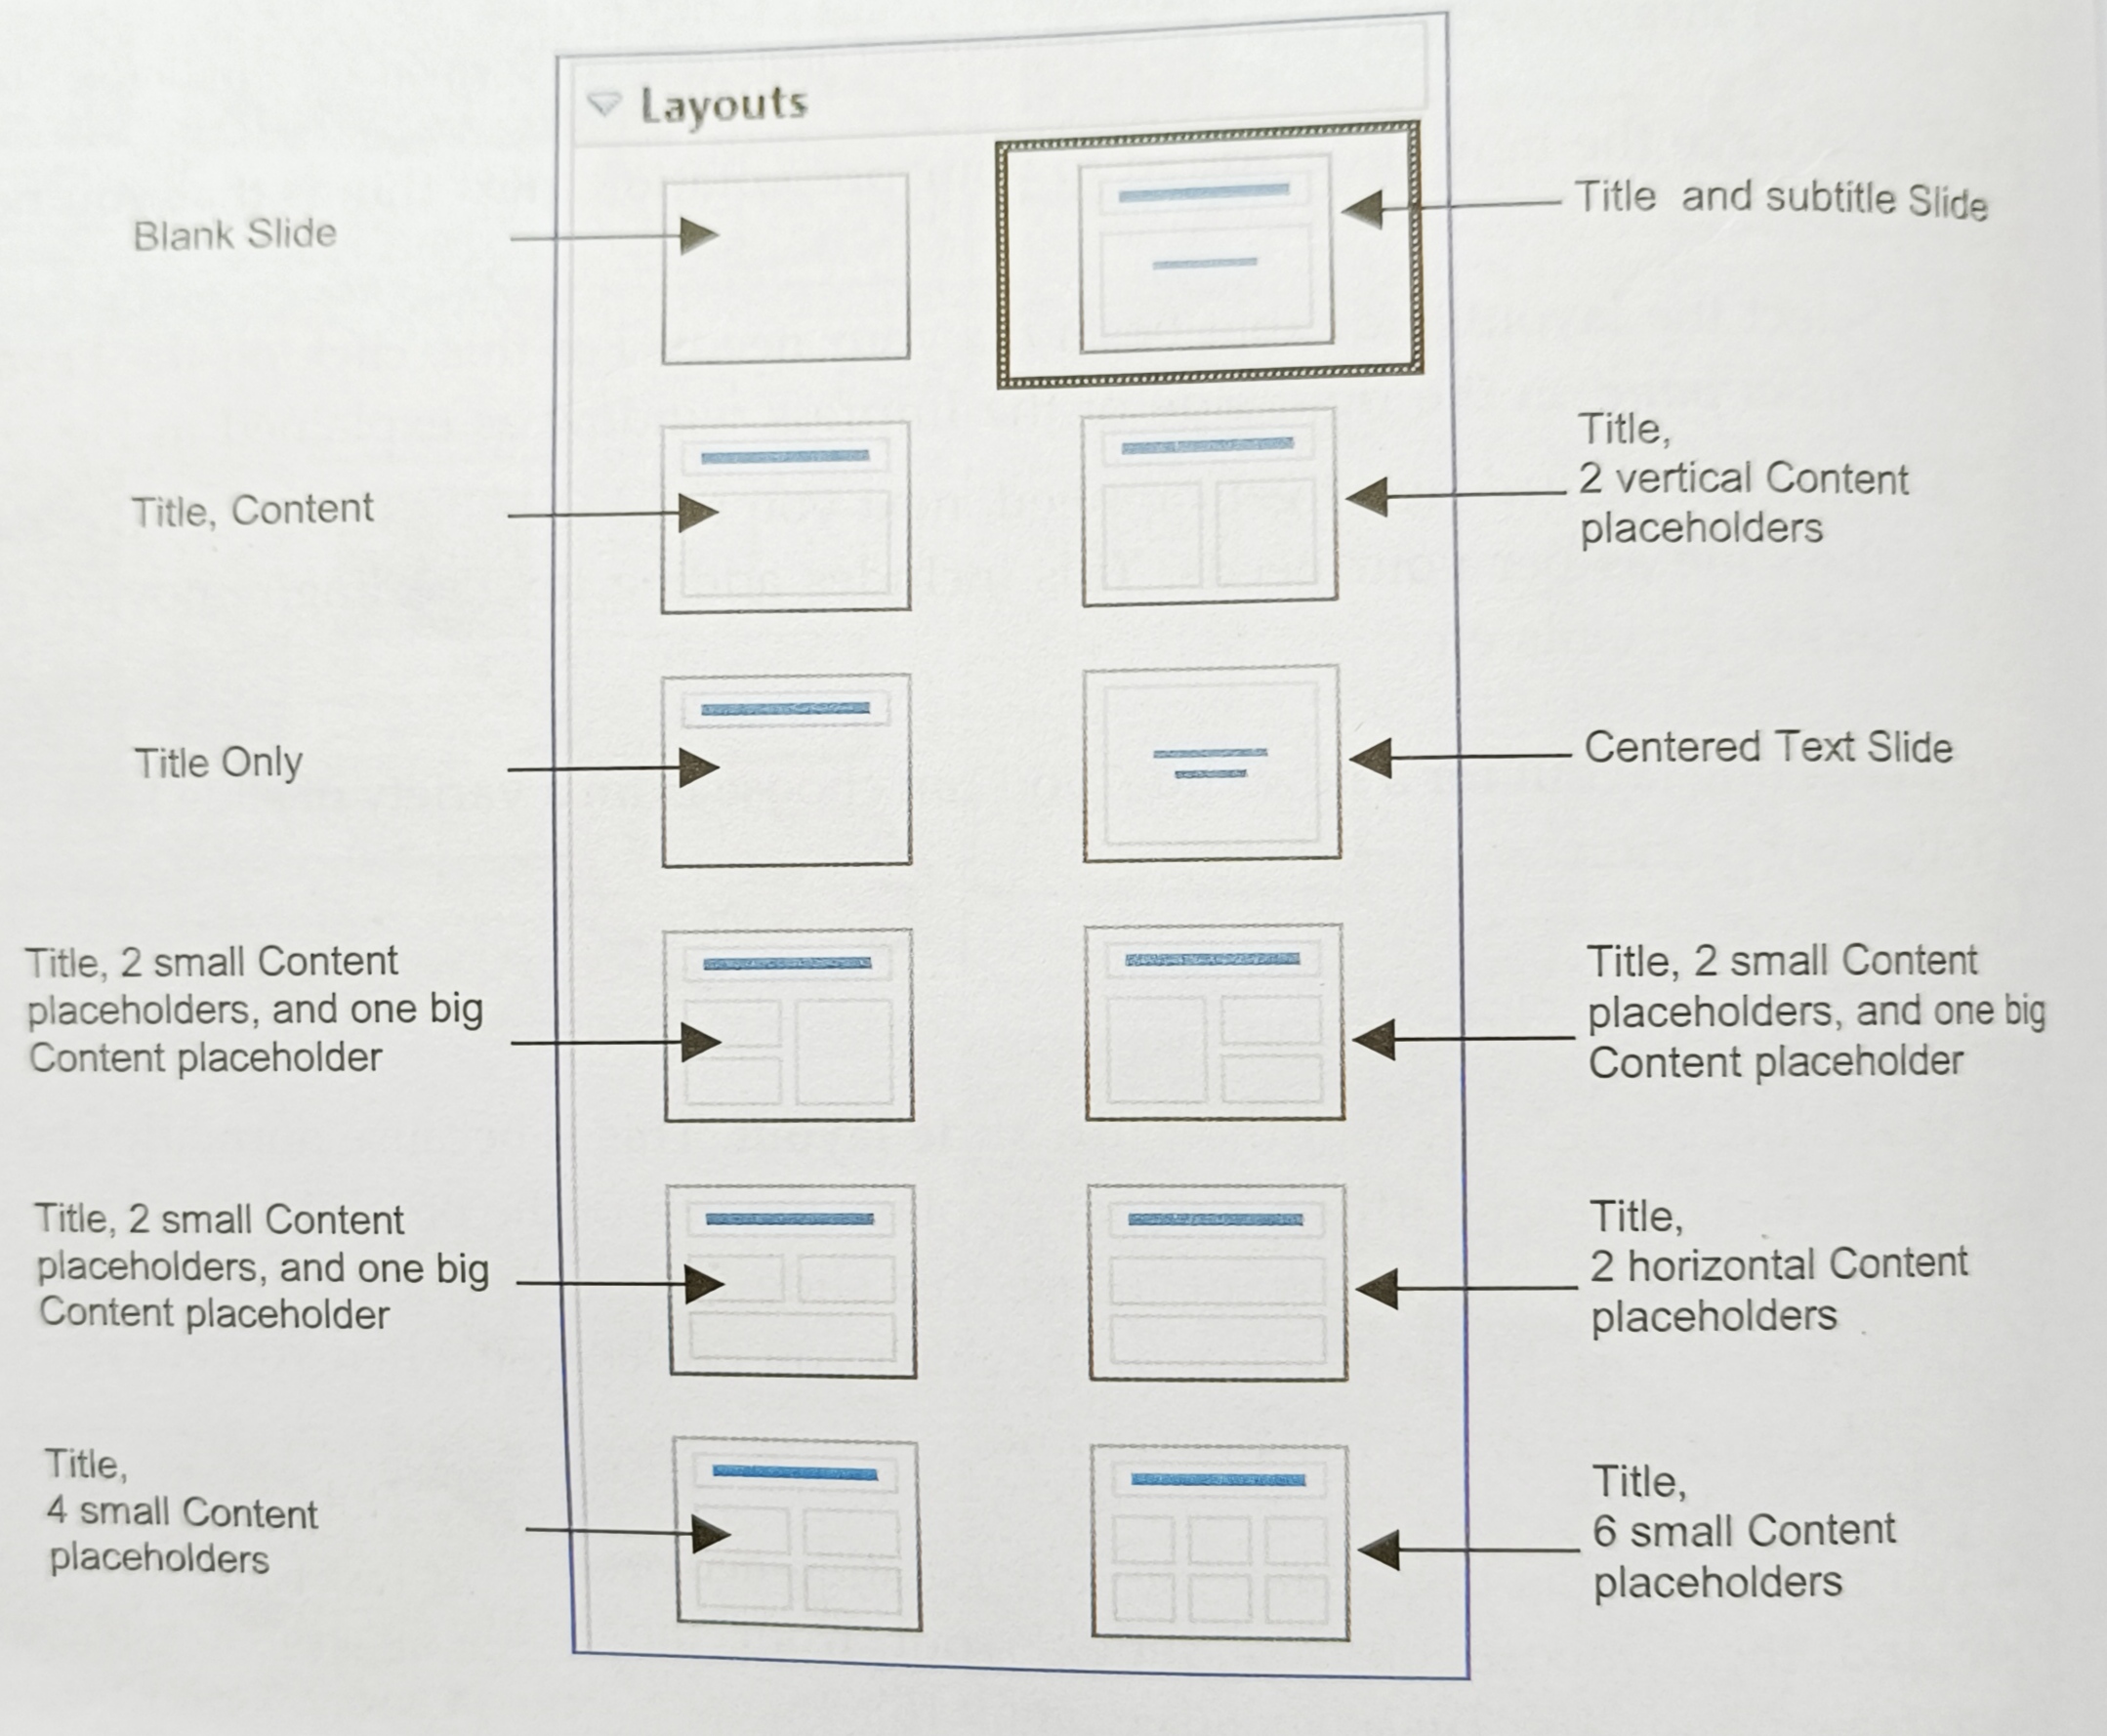 Layouts
Blank Slide
Title and subtitle Slide
Title, Content
Title,
2 vertical Content
placeholders
Title Only
Centered Text Slide
Title, 2 small Content
placeholders, and one big
Content placeholder
Title, 2 small Content
placeholders, and one big
Content placeholder
Title, 2 small Content
placeholders, and one big
Content placeholder
Title,
2 horizontal Content
placeholders
Title,
4 small Content
placeholders
Title,
6 small Content
placeholders